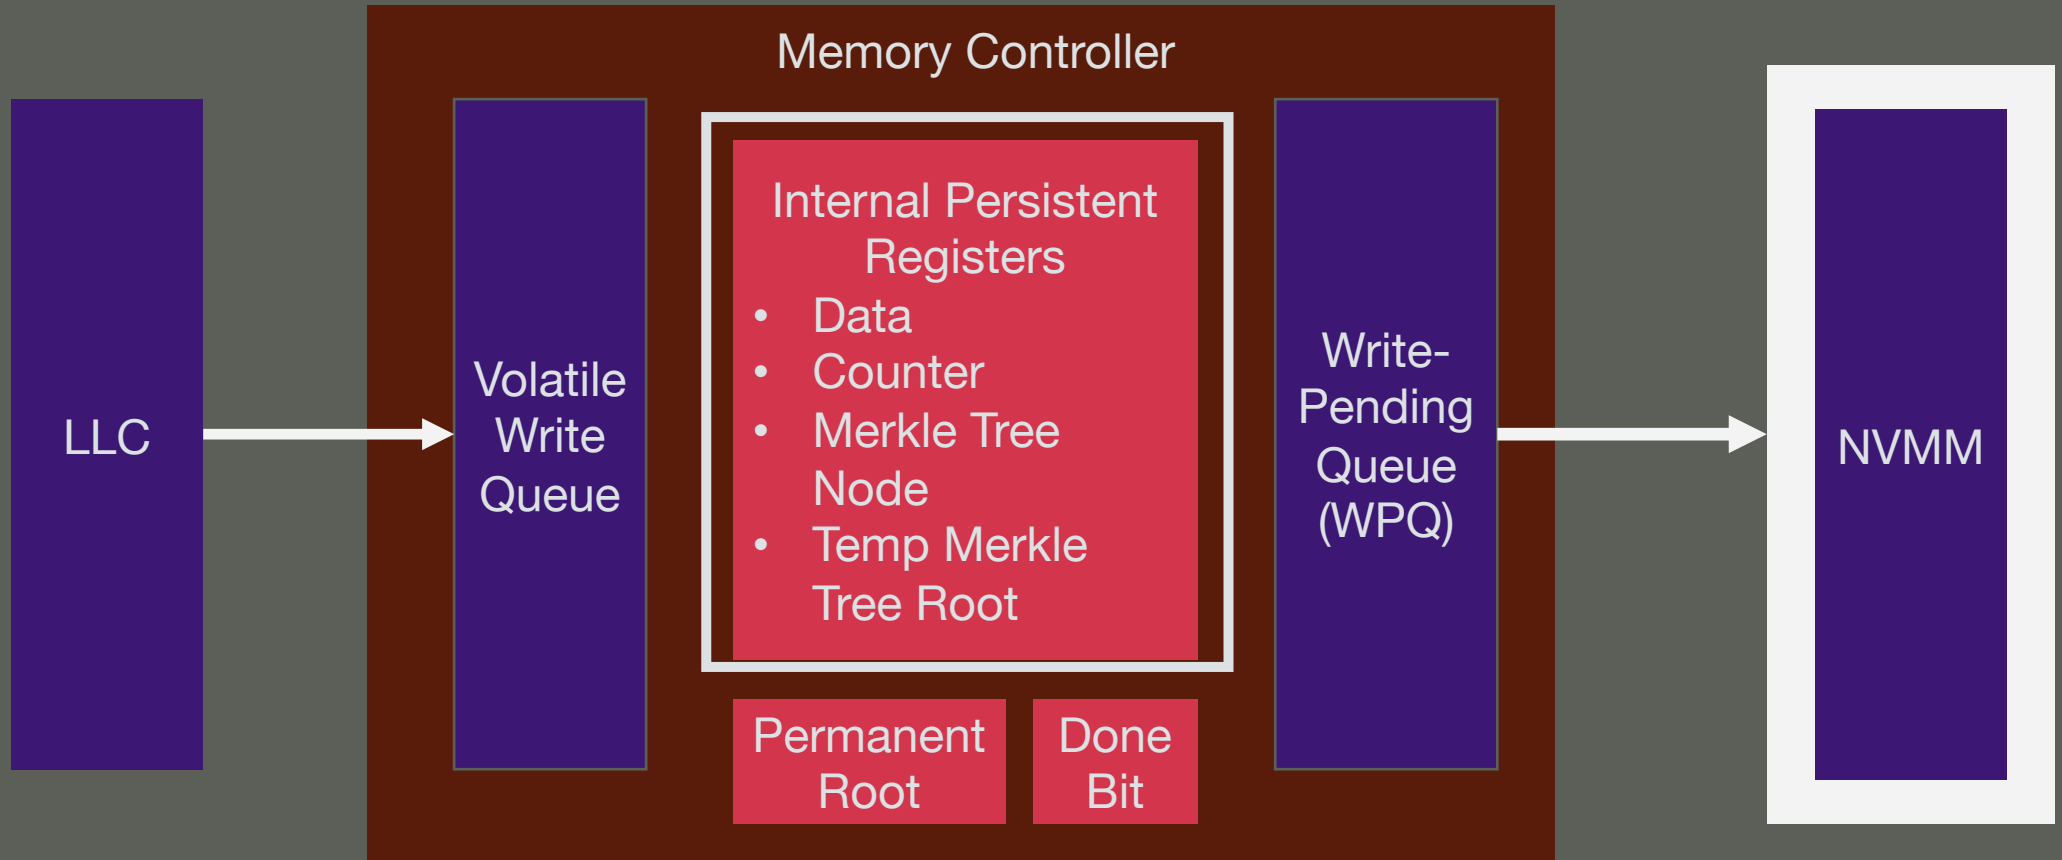 Memory Controller
LLC
Volatile
Write
Queue
Internal Persistent
Registers
• Data
• Counter
• Merkle Tree
Node
• Temp Merkle
Tree Root
Permanent
Root
Done
Bit
Write-
Pending
Queue
(WPQ)
NVMM